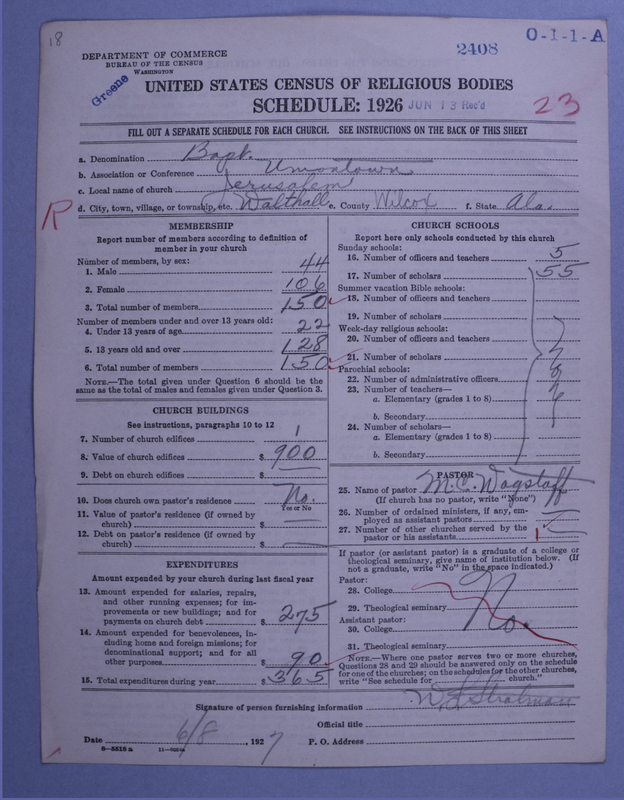 18
DEPARTMENT OF COMMERCE
BUREAU OF THE CENSUS
WASHINGTON
2408
O-I-1-A
Greene
UNITED STATES CENSUS OF RELIGIOUS BODIES
SCHEDULE: 1926
JUN 13 Rec'd
23
FILL OUT A SEPARATE SCHEDULE FOR EACH CHURCH. SEE INSTRUCTIONS ON THE BACK OF THIS SHEET
a. Denomination Bapt.
b. Association or Conference Uniontown
c. Local name of church Jerusalem
R
d. City, town, village, or township, etc. Walthall e. County Wilcox f. State Ala.
MEMBERSHIP
Report number of members according to definition of
member in your church
Number of members, by sex:
1. Male 44
2. Female 106
3. Total number of members 150
Number of members under and over 13 years old:
4. Under 13 years of age 22
5. 13 years old and over 128
6. Total number of members 150
NOTE.—The total given under Question 6 should be the
same as the total of males and females given under Question 3.
CHURCH BUILDINGS
See instructions, paragraphs 10 to 12
7. Number of church edifices 1
8. Value of church edifices $ 900
9. Debt on church edifices $
10. Does church own pastor's residence No.
Yes or No
11. Value of pastor's residence (if owned by
church) $
12. Debt on pastor's residence (if owned by
church) $
EXPENDITURES
Amount expended by your church during last fiscal year
13. Amount expended for salaries, repairs,
and other running expenses; for im-
provements or new buildings; and for
payments on church debt $ 275
14. Amount expended for benevolences, in-
cluding home and foreign missions; for
denominational support; and for all
other purposes $ 90
15. Total expenditures during year $ 365
CHURCH SCHOOLS
Report here only schools conducted by this church
Sunday schools:
16. Number of officers and teachers 5
17. Number of scholars 55
Summer vacation Bible schools:
18. Number of officers and teachers
19. Number of scholars
Week-day religious schools:
20. Number of officers and teachers
21. Number of scholars
Parochial schools:
22. Number of administrative officers
23. Number of teachers—
a. Elementary (grades 1 to 8)
b. Secondary
24. Number of scholars—
a. Elementary (grades 1 to 8)
b. Secondary
PASTOR
25. Name of pastor M. C. Wagstaff
(If church has no pastor, write "None")
26. Number of ordained ministers, if any, em-
ployed as assistant pastors
27. Number of other churches served by the
pastor or his assistants 1
If pastor (or assistant pastor) is a graduate of a college or
theological seminary, give name of institution below. (If
not a graduate, write "No" in the space indicated.)
Pastor:
28. College
29. Theological seminary
No.
Assistant pastor:
30. College
31. Theological seminary
NOTE.—Where one pastor serves two or more churches,
Questions 28 and 29 should be answered only on the schedule
for one of the churches; on the schedules for the other churches,
write "See schedule for church."
Signature of person furnishing information
Official title
Date 6/8, 1927 P. O. Address